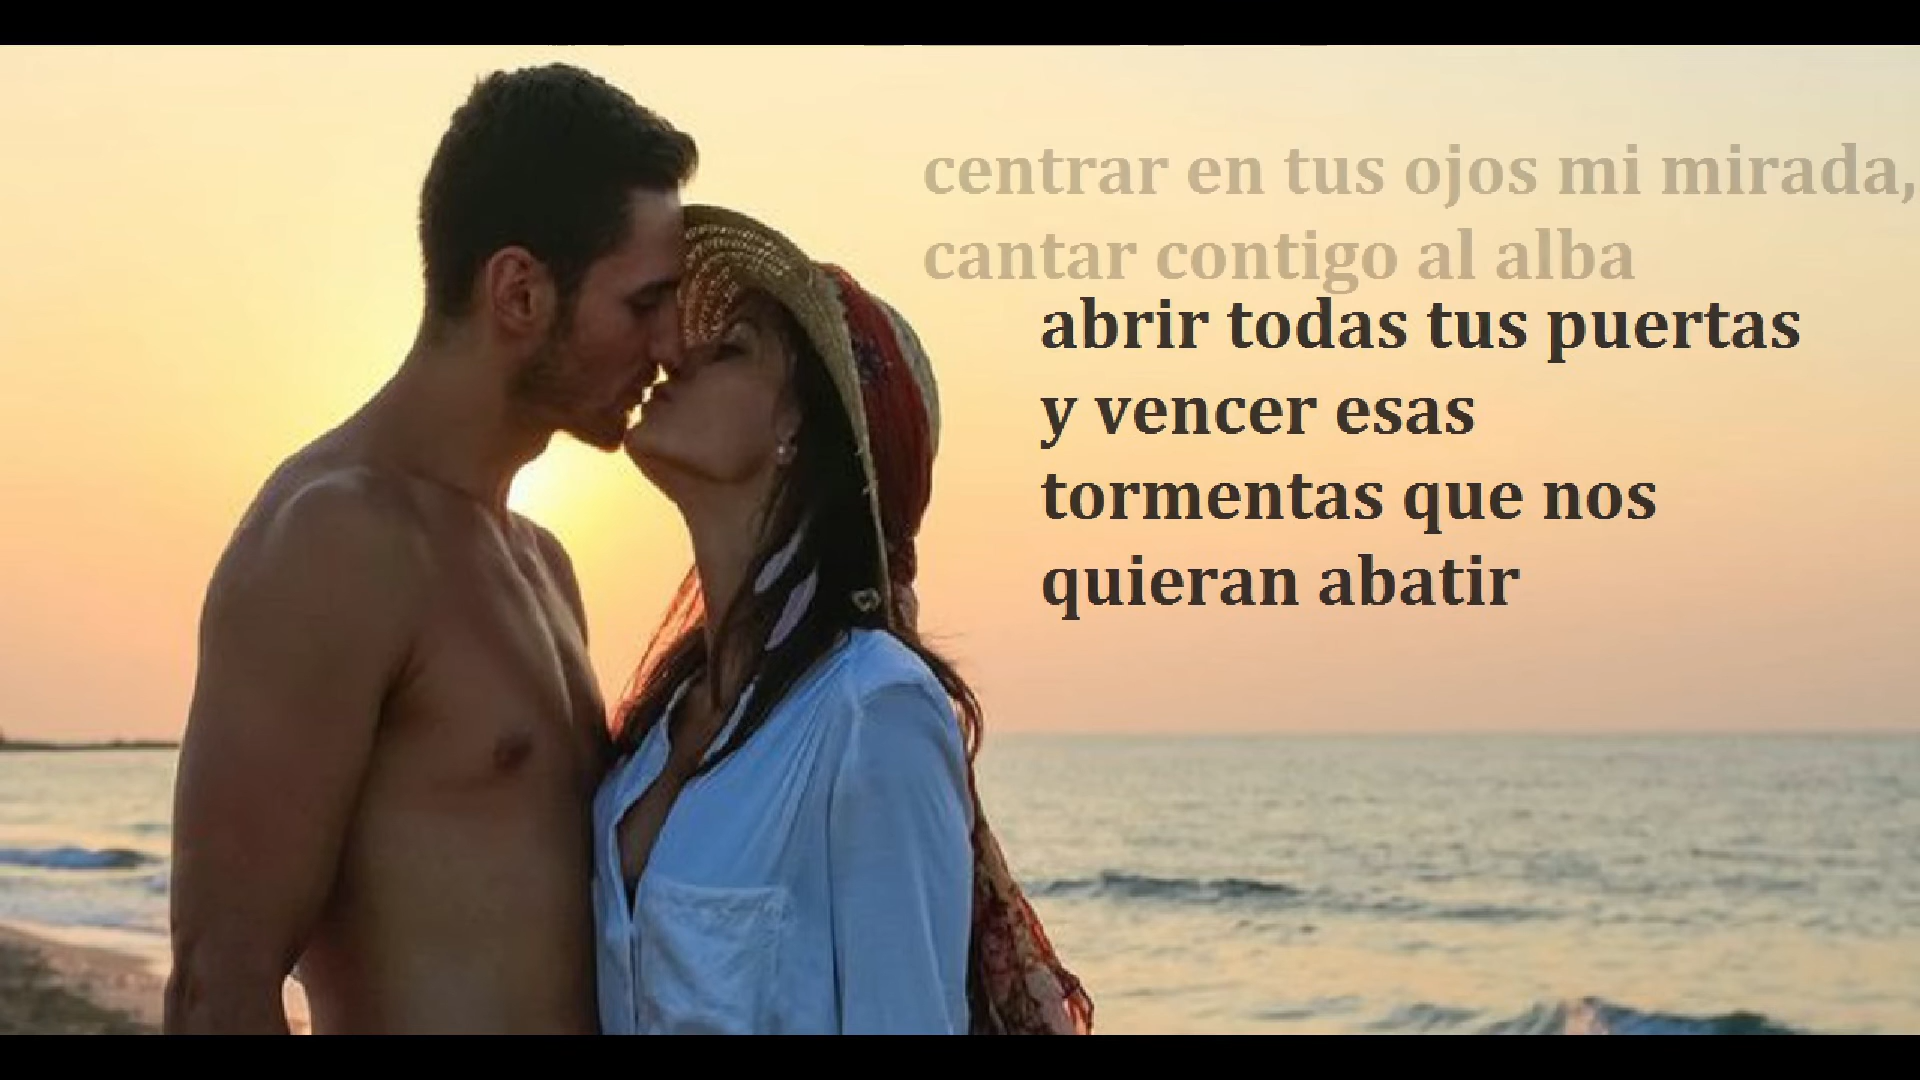 centrar en tus ojos mi mirada,
cantar contigo al alba
abrir todas tus puertas
y vencer esas
tormentas que nos
quieran abatir